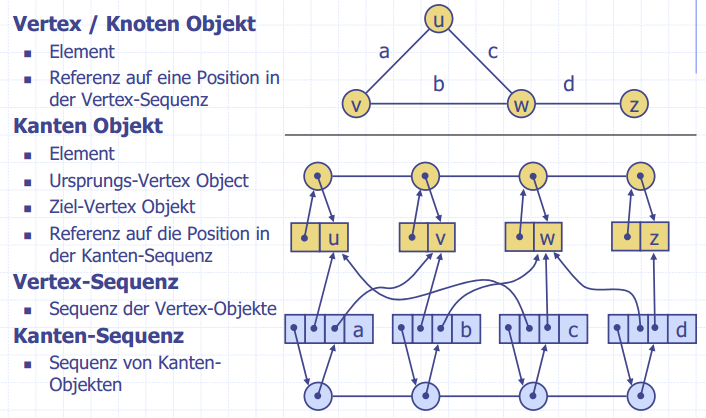 Vertex / Knoten Objekt
Element
Referenz auf eine Position in
der Vertex-Sequenz
Kanten Objekt
Element
Ursprungs-Vertex Object
Ziel-Vertex Objekt
Referenz auf die Position in
der Kanten-Sequenz
Vertex-Sequenz
Sequenz der Vertex-Objekte
Kanten-Sequenz
Sequenz von Kanten-
Objekten
u
a c
b d
v w z
u v w z
a b c d